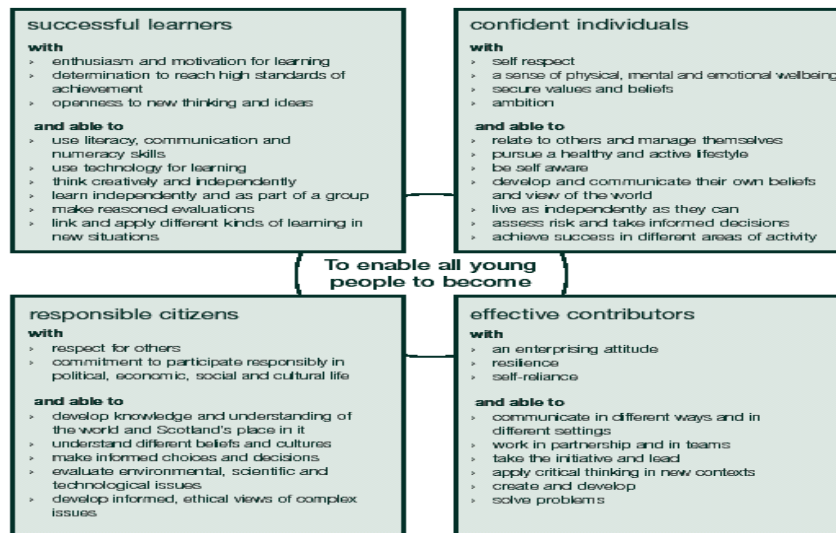 successful learners
with
› enthusiasm and motivation for learning
› determination to reach high standards of
achievement
› openness to new thinking and ideas
and able to
› use literacy, communication and
numeracy skills
› use technology for learning
› think creatively and independently
› learn independently and as part of a group
› make reasoned evaluations
› link and apply different kinds of learning in
new situations
confident individuals
with
› self respect
› a sense of physical, mental and emotional wellbeing
› secure values and beliefs
› ambition
and able to
› relate to others and manage themselves
› pursue a healthy and active lifestyle
› be self aware
› develop and communicate their own beliefs
and view of the world
› live as independently as they can
› assess risk and take informed decisions
› achieve success in different areas of activity
To enable all young
people to become
responsible citizens
with
› respect for others
› commitment to participate responsibly in
political, economic, social and cultural life
and able to
› develop knowledge and understanding of
the world and Scotland's place in it
› understand different beliefs and cultures
› make informed choices and decisions
› evaluate environmental, scientific and
technological issues
› develop informed, ethical views of complex
issues
effective contributors
with
› an enterprising attitude
› resilience
› self-reliance
and able to
› communicate in different ways and in
different settings
› work in partnership and in teams
› take the initiative and lead
› apply critical thinking in new contexts
› create and develop
› solve problems